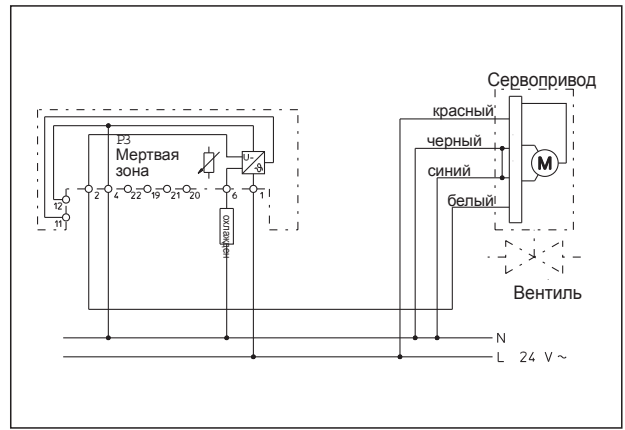 Сервопривод
красный
P3
Мертвая
зона
U~
-ϑ
черный
M
синий
12
2 4 22 19 21 20 6 1
белый
11
охлажден
Вентиль
N
L 24 V ~